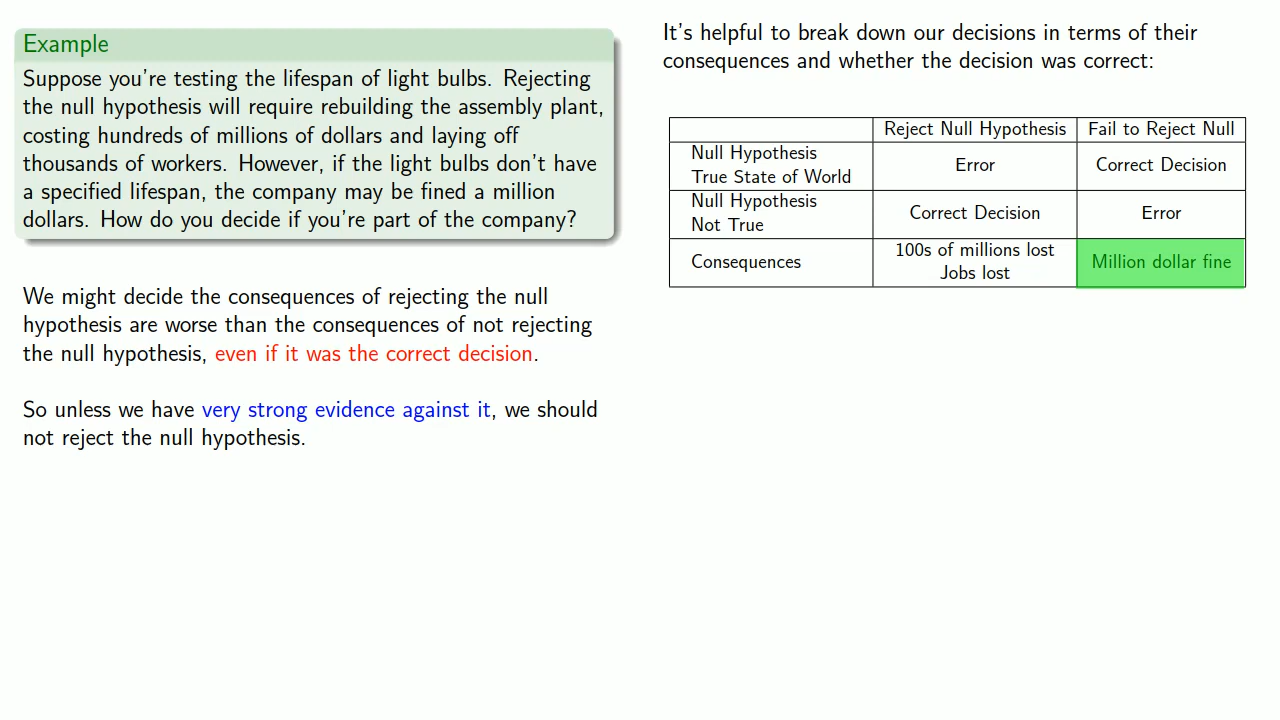 Example
Suppose you're testing the lifespan of light bulbs. Rejecting
the null hypothesis will require rebuilding the assembly plant,
costing hundreds of millions of dollars and laying off
thousands of workers. However, if the light bulbs don't have
a specified lifespan, the company may be fined a million
dollars. How do you decide if you're part of the company?
We might decide the consequences of rejecting the null
hypothesis are worse than the consequences of not rejecting
the null hypothesis, even if it was the correct decision.
So unless we have very strong evidence against it, we should
not reject the null hypothesis.
It's helpful to break down our decisions in terms of their
consequences and whether the decision was correct:
Reject Null Hypothesis
Fail to Reject Null
Null Hypothesis
True State of World
Error
Correct Decision
Null Hypothesis
Not True
Correct Decision
Error
Consequences
100s of millions lost
Jobs lost
Million dollar fine